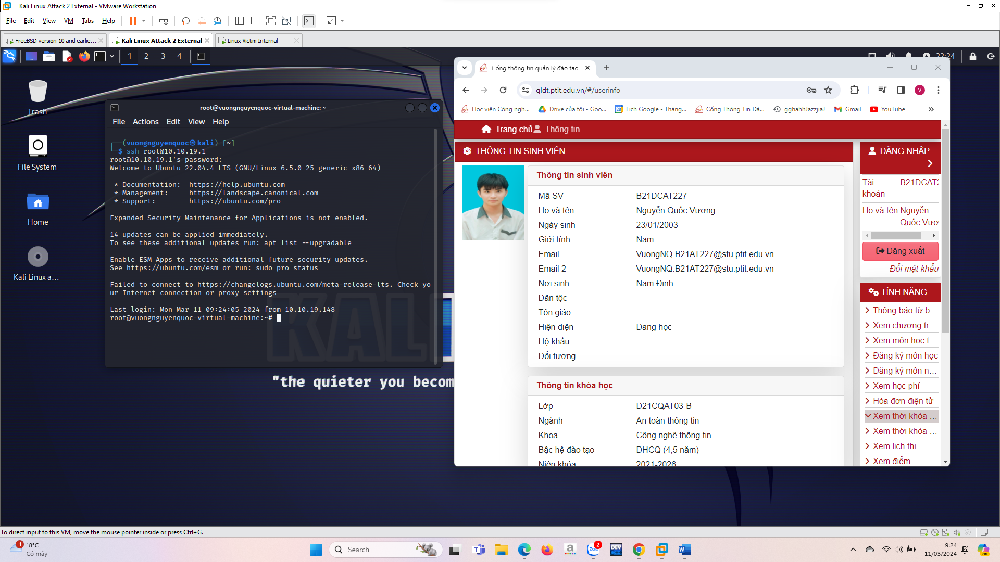 Kali Linux Attack 2 External - VMware Workstation
File Edit View VM Tabs Help
FreeBSD version 10 and earlie...
Kali Linux Attack 2 External
Linux Victim Internal
1 2 3 4
22:24
Trash
File System
Home
Kali Linux a...
root@vuongnguyenquoc-virtual-machine: ~
File Actions Edit View Help
┌──(vuongnguyenquoc㉿kali)-[~]
└─$ ssh root@10.10.19.1
root@10.10.19.1's password:
Welcome to Ubuntu 22.04.4 LTS (GNU/Linux 6.5.0-25-generic x86_64)
* Documentation: https://help.ubuntu.com
* Management: https://landscape.canonical.com
* Support: https://ubuntu.com/pro
Expanded Security Maintenance for Applications is not enabled.
14 updates can be applied immediately.
To see these additional updates run: apt list --upgradable
Enable ESM Apps to receive additional future security updates.
See https://ubuntu.com/esm or run: sudo pro status
Failed to connect to https://changelogs.ubuntu.com/meta-release-lts. Check yo
ur Internet connection or proxy settings
Last login: Mon Mar 11 09:24:05 2024 from 10.10.19.148
root@vuongnguyenquoc-virtual-machine:~#
KALI
"the quieter you becom
Cổng thông tin quản lý đào tạo
qldt.ptit.edu.vn/#/userinfo
V
Học viện Công ngh...
Drive của tôi - Goo...
28 Lịch Google - Tháng...
Cổng Thông Tin Đà...
gghạhhJazzjiaJ
Gmail
YouTube
Trang chủ Thông tin
THÔNG TIN SINH VIÊN
Thông tin sinh viên
Mã SV B21DCAT227
Họ và tên Nguyễn Quốc Vượng
Ngày sinh 23/01/2003
Giới tính Nam
Email VuongNQ.B21AT227@stu.ptit.edu.vn
Email 2 VuongNQ.B21AT227@stu.ptit.edu.vn
Nơi sinh Nam Định
Dân tộc
Tôn giáo
Hiện diện Đang học
Hộ khẩu
Đối tượng
Thông tin khóa học
Lớp D21CQAT03-B
Ngành An toàn thông tin
Khoa Công nghệ thông tin
Bậc hệ đào tạo ĐHCQ (4,5 năm)
Niên khóa 2021-2026
ĐĂNG NHẬP
Tài B21DCAT2
khoản
Họ và tên Nguyễn
Quốc Vượ
Đăng xuất
Đổi mật khẩu
TÍNH NĂNG
Thông báo từ b...
Xem chương tr...
Xem môn học t...
Đăng ký môn học
Đăng ký môn n...
Xem học phí
Hóa đơn điện tử
Xem thời khóa ...
Xem thời khóa ...
Xem lịch thi
Xem điểm
To direct input to this VM, move the mouse pointer inside or press Ctrl+G.
1 18°C
Có mây
Search
Zalo 2
DEV
PRE
9:24
11/03/2024